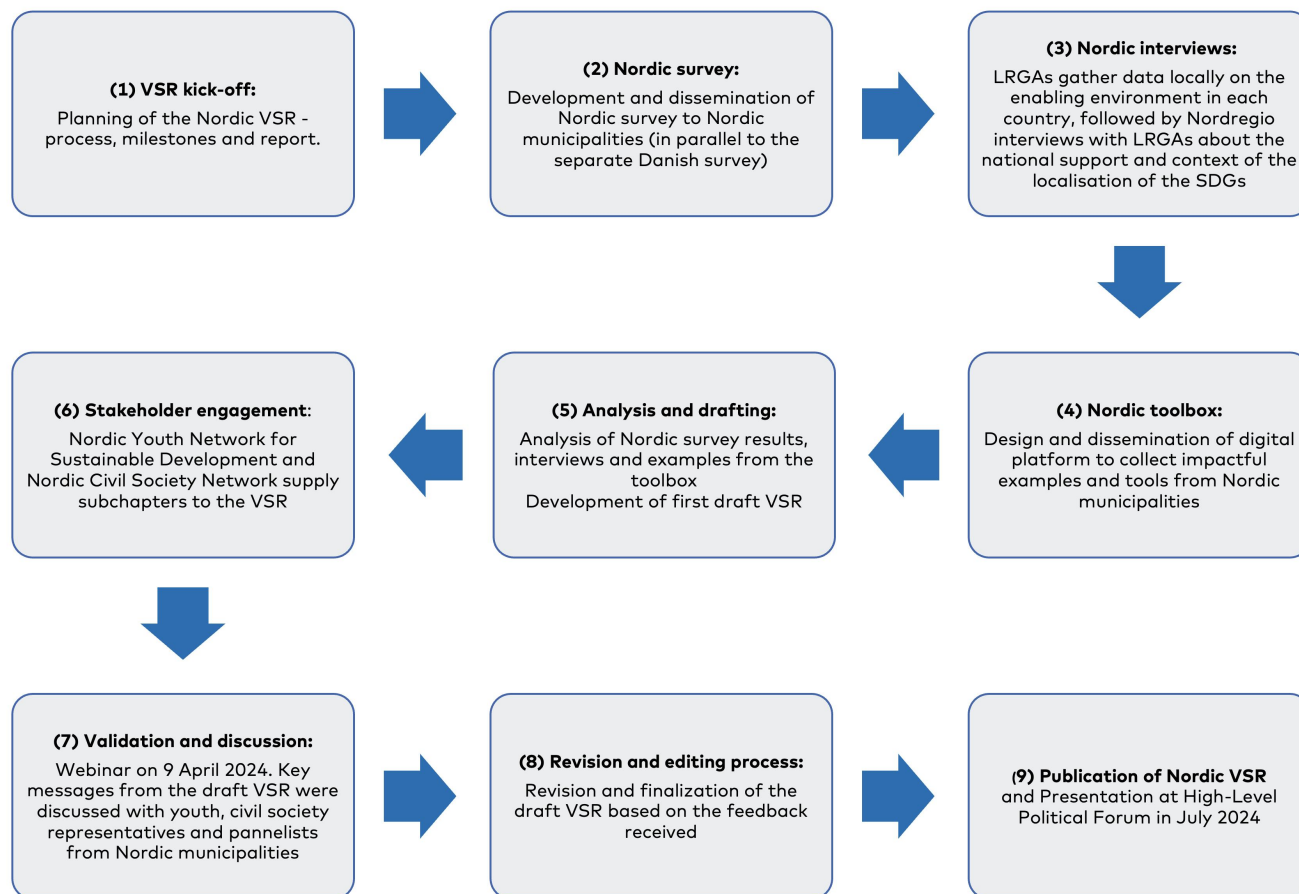 (1) VSR kick-off:
Planning of the Nordic VSR -
process, milestones and report.
(2) Nordic survey:
Development and dissemination of
Nordic survey to Nordic
municipalities (in parallel to the
separate Danish survey)
(3) Nordic interviews:
LRGAs gather data locally on the
enabling environment in each
country, followed by Nordregio
interviews with LRGAs about the
national support and context of the
localisation of the SDGs
(4) Nordic toolbox:
Design and dissemination of digital
platform to collect impactful
examples and tools from Nordic
municipalities
(5) Analysis and drafting:
Analysis of Nordic survey results,
interviews and examples from the
toolbox
Development of first draft VSR
(6) Stakeholder engagement:
Nordic Youth Network for
Sustainable Development and
Nordic Civil Society Network supply
subchapters to the VSR
(7) Validation and discussion:
Webinar on 9 April 2024. Key
messages from the draft VSR were
discussed with youth, civil society
representatives and pannelists
from Nordic municipalities
(8) Revision and editing process:
Revision and finalization of the
draft VSR based on the feedback
received
(9) Publication of Nordic VSR
and Presentation at High-Level
Political Forum in July 2024